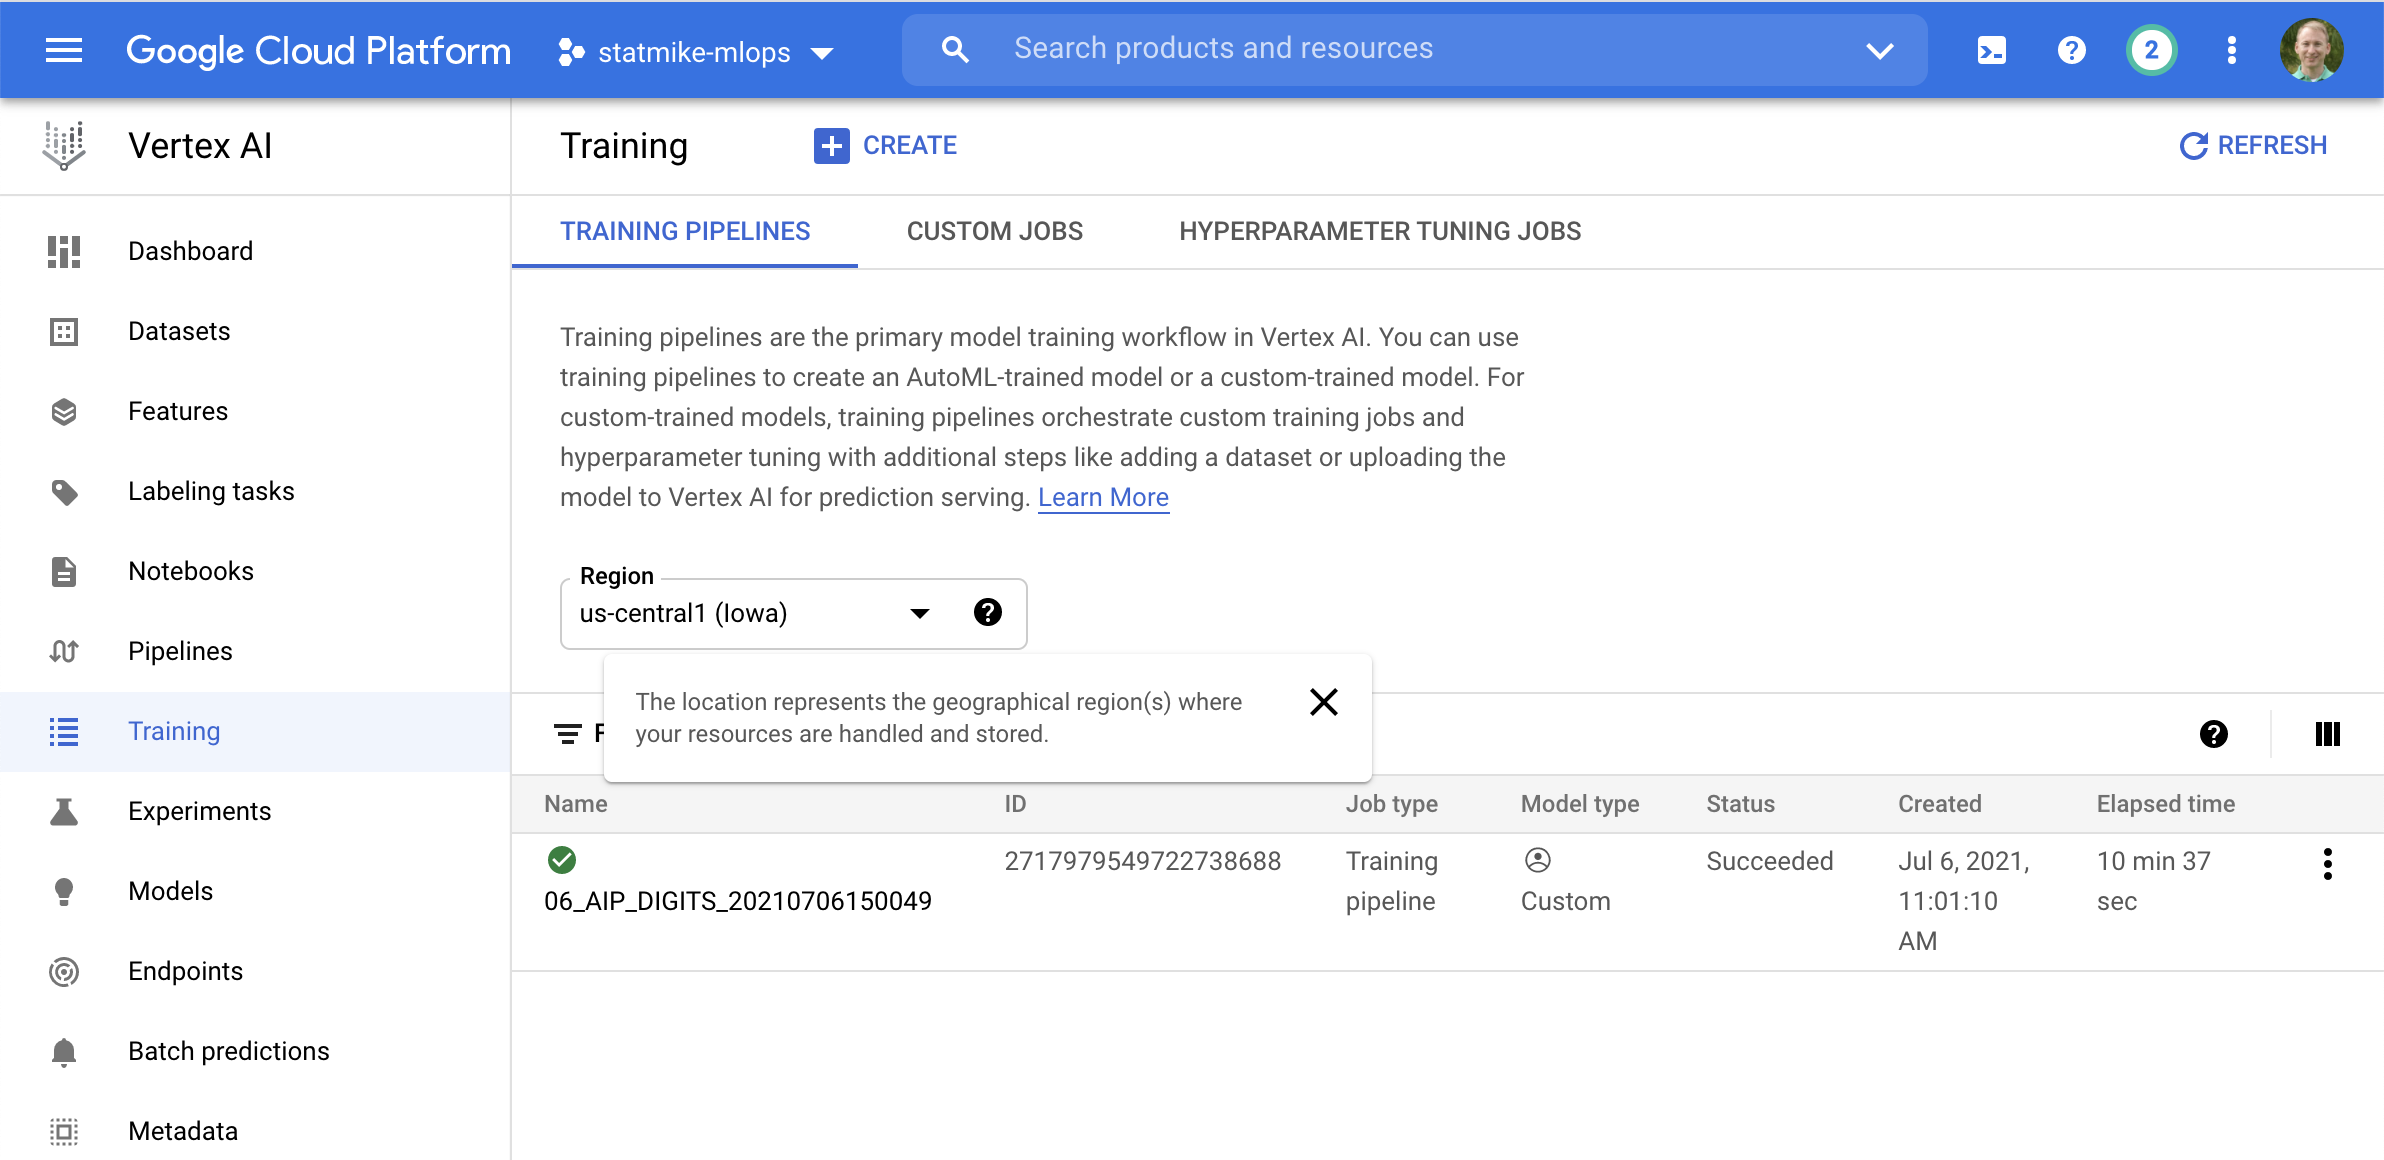 Google Cloud Platform
statmike-mlops
Search products and resources
2
Vertex AI
Training
CREATE
REFRESH
Dashboard
Datasets
Features
Labeling tasks
Notebooks
Pipelines
Training
Experiments
Models
Endpoints
Batch predictions
Metadata
TRAINING PIPELINES
CUSTOM JOBS
HYPERPARAMETER TUNING JOBS
Training pipelines are the primary model training workflow in Vertex AI. You can use
training pipelines to create an AutoML-trained model or a custom-trained model. For
custom-trained models, training pipelines orchestrate custom training jobs and
hyperparameter tuning with additional steps like adding a dataset or uploading the
model to Vertex AI for prediction serving. Learn More
Region
us-central1 (Iowa)
The location represents the geographical region(s) where
your resources are handled and stored.
Name
ID
Job type
Model type
Status
Created
Elapsed time
06_AIP_DIGITS_20210706150049
2717979549722738688
Training
pipeline
Custom
Succeeded
Jul 6, 2021,
11:01:10
AM
10 min 37
sec